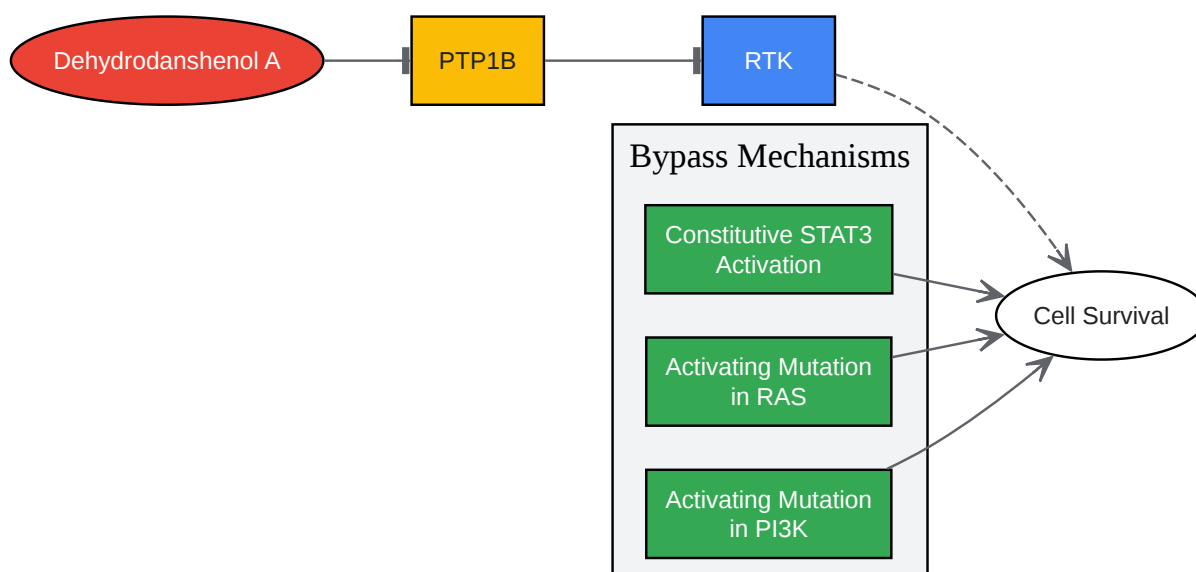 Dehydrodanshenol A
PTP1B
RTK
Bypass Mechanisms
Constitutive STAT3
Activation
Activating Mutation
in RAS
Activating Mutation
in PI3K
Cell Survival